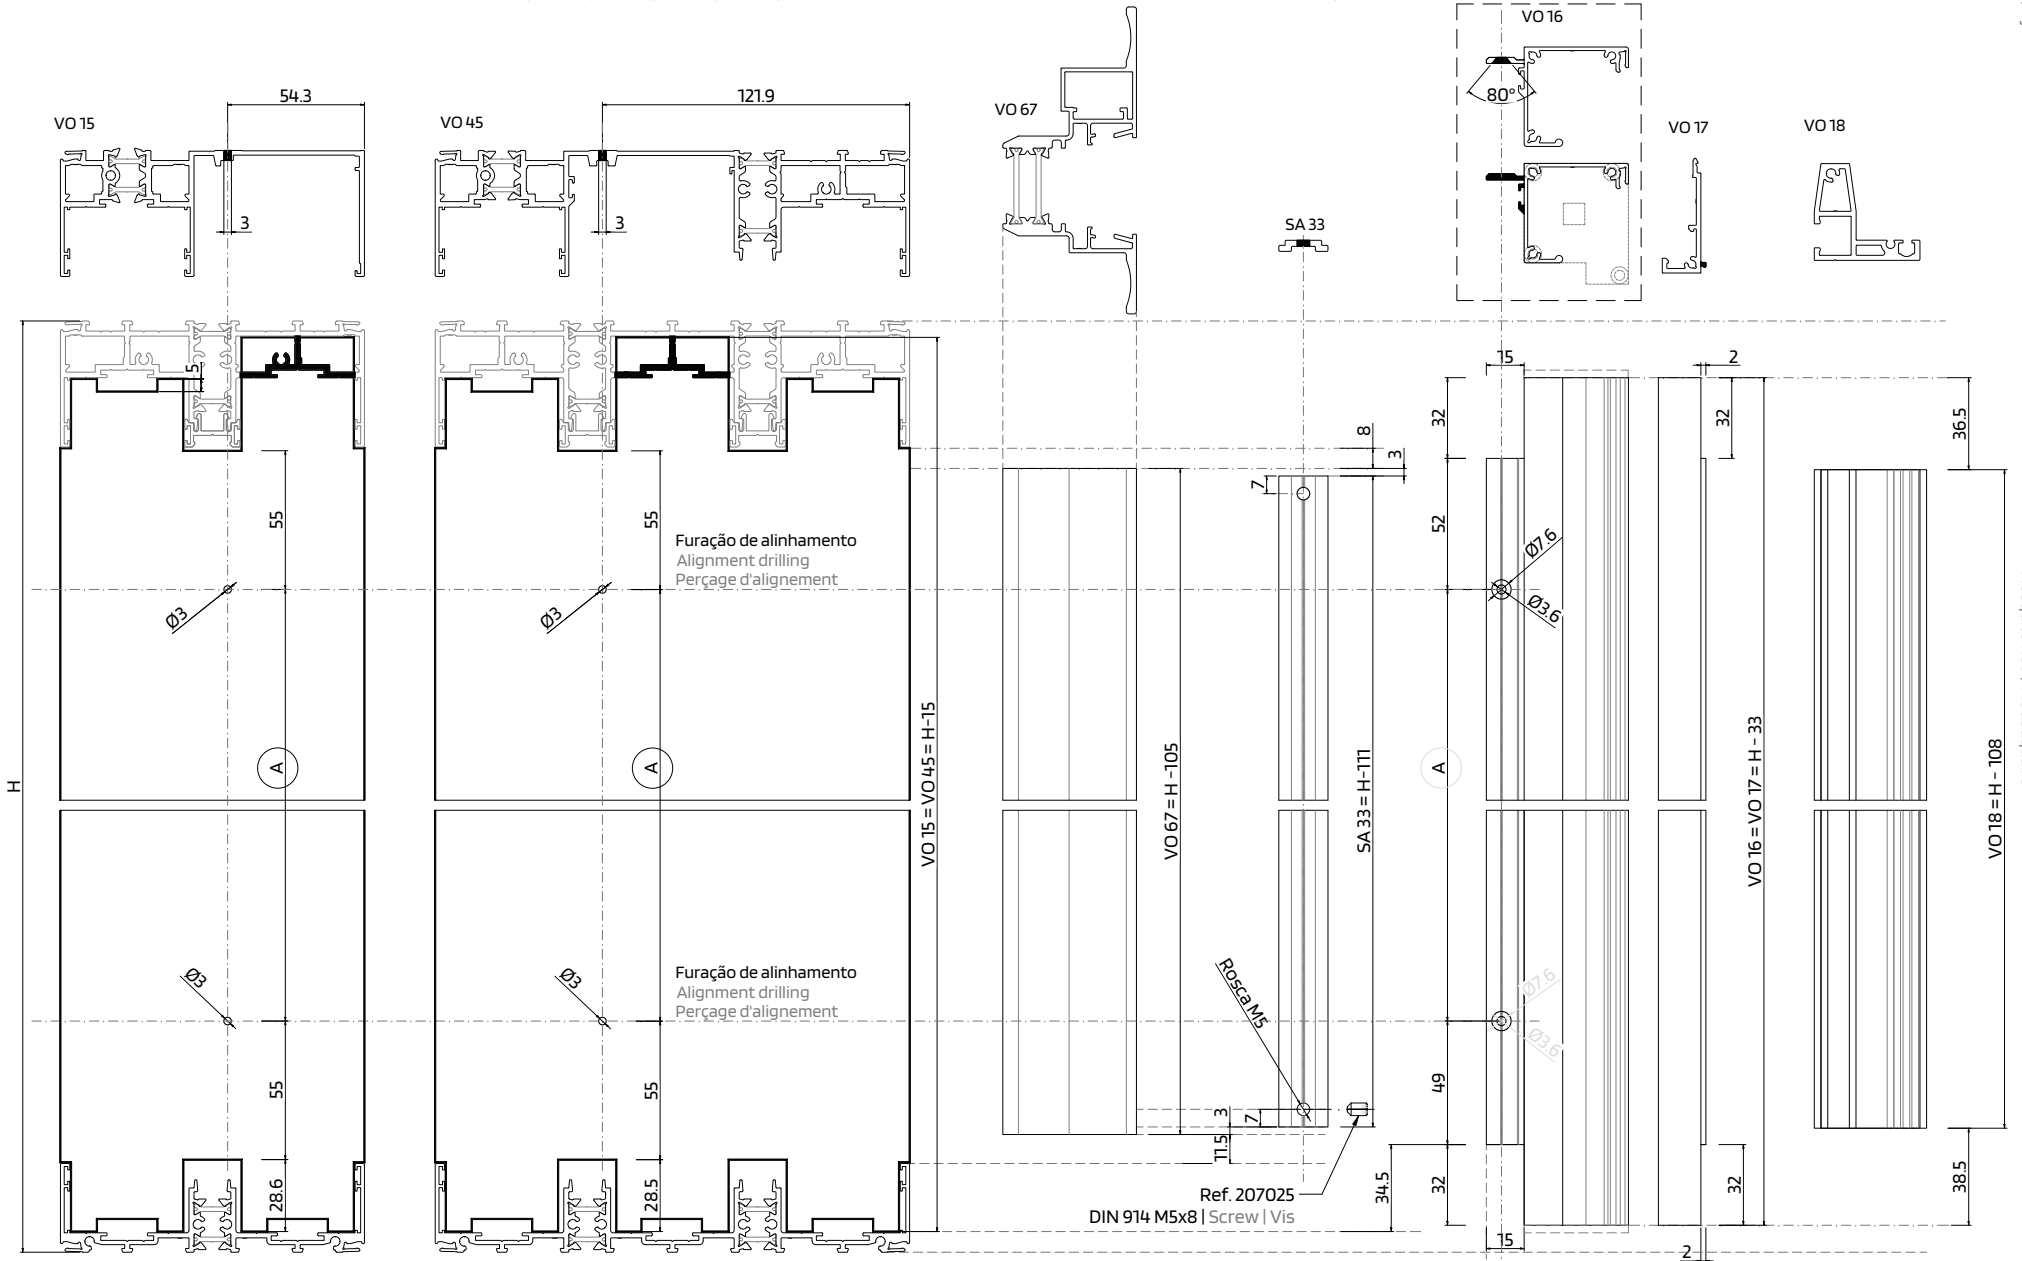 VO 15
54.3
3
VO 45
121.9
3
VO 67
SA 33
VO 16
80°
VO 17
VO 18
H
5
55
Ø3
A
Ø3
55
28.6
55
Furação de alinhamento
Alignment drilling
Perçage d'alignement
Ø3
A
Ø3
Furação de alinhamento
Alignment drilling
Perçage d'alignement
55
28.5
VO 15 = VO 45 = H-15
VO 67 = H -105
8
3
7
SA 33 = H-111
Rosca M5
3
7
11.5
Ref. 207025
DIN 914 M5x8 | Screw | Vis
34.5
15
2
32
32
52
Ø7.6
Ø3.6
A
Ø7.6
Ø3.6
49
32
32
15
2
VO 16 = VO 17 = H - 33
36.5
VO 18 = H - 108
38.5